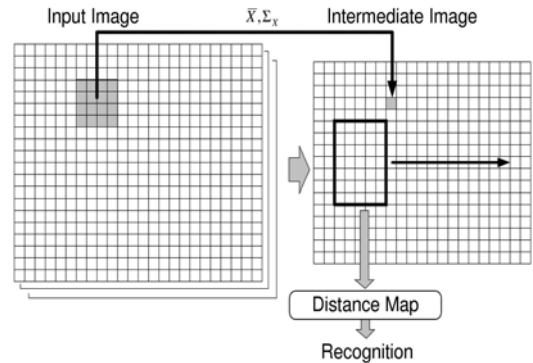 Input Image
X̄,Σ_X
Intermediate Image
Distance Map
Recognition